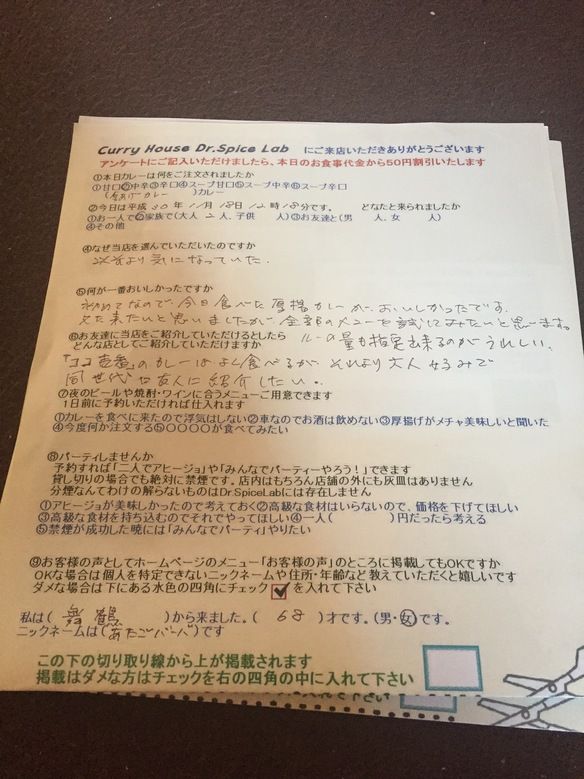 Curry House Dr.Spice Lab にご来店いただきありがとうございます
アンケートにご記入いただけましたら、本日のお食事代金から50円割引いたします
①本日カレーは何をご注文されましたか
①甘口②中辛③辛口④スープ甘口⑤スープ中辛⑥スープ辛口
(厚揚げカレー )カレー
②今日は平成30年11月18日12時18分です。 どなたと来られましたか
①お一人で②家族で(大人 2人、子供 人)③お友達と(男 人、女 人)
④その他
④なぜ当店を選んでいただいたのですか
以前より気になっていた.
⑤何が一番おいしかったですか
初めてなので、今日食べた厚揚カレーが、おいしかったです。
又来たいと思いましたが 全部のメニューを試してみたいと思います。
⑥お友達に当店をご紹介していただけるとしたら ルーの量も指定出来るのがうれしい。
どんな店としてご紹介していただけますか
「ココ壱番」のカレーはよく食べるが、それより大人好みで
同世代の友人に紹介したい。
⑦夜のビールや焼酎・ワインに合うメニューご用意できます
1日前に予約いただければ仕入れます
①カレーを食べに来たので浮気はしない②車なのでお酒は飲めない③厚揚げがメチャ美味しいと聞いた
④今度何か注文する⑤○○○○が食べてみたい
⑧パーティしませんか
予約すれば「二人でアヒージョ」や「みんなでパーティーやろう!」できます
貸し切りの場合でも絶対に禁煙です。店内はもちろん店舗の外にも灰皿はありません
分煙なんてわけの解らないものはDr.SpiceLabには存在しません
①アヒージョが美味しかったので考えておく②高級な食材はいらないので、価格を下げてほしい
③高級な食材を持ち込むのでそれでやってほしい④一人( )円だったら考える
⑤禁煙が成功した暁には「みんなでパーティ」やりたい
⑨お客様の声としてホームページのメニュー「お客様の声」のところに掲載してもOKですか
OKな場合は個人を特定できないニックネームや住所・年齢など教えていただくと嬉しいです
ダメな場合は下にある水色の四角にチェック✓を入れて下さい
私は( 舞鶴 )から来ました。( 68 )才です。(男・女)です。
ニックネームは(あたごバーバ)です
この下の切り取り線から上が掲載されます
掲載はダメな方はチェックを右の四角の中に入れて下さい